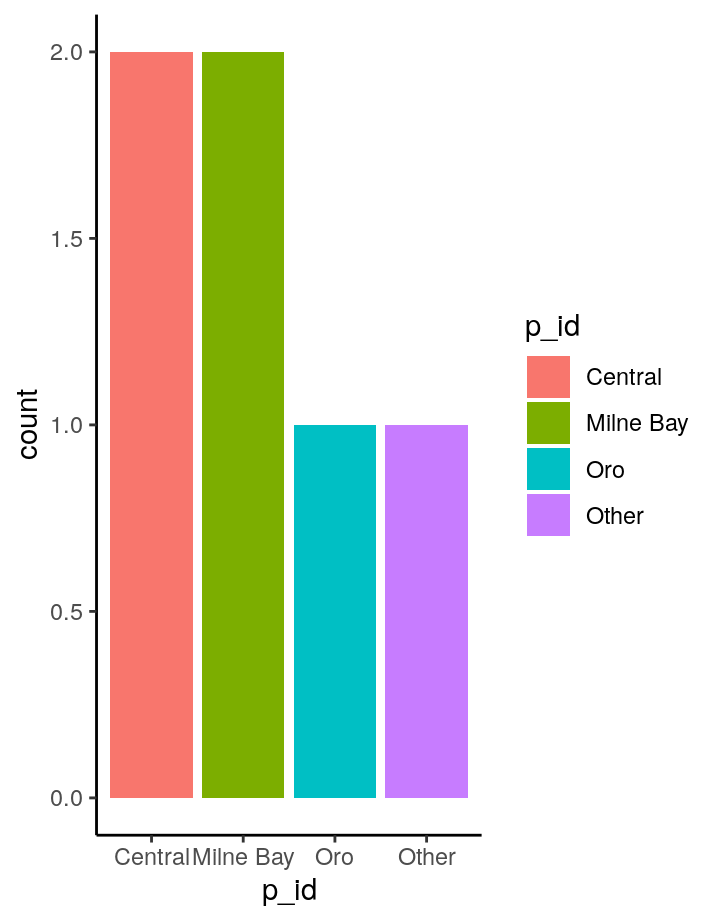 2.0
1.5
1.0
0.5
0.0
count
Central Milne Bay Oro Other
p_id
p_id
Central
Milne Bay
Oro
Other